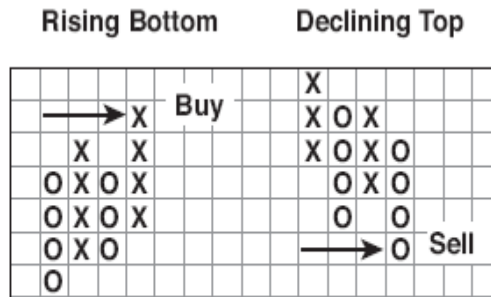 Rising Bottom Declining Top
X
X Buy X O X
X X X O X O
O X O X O X O
O X O X O O
O X O O Sell
O